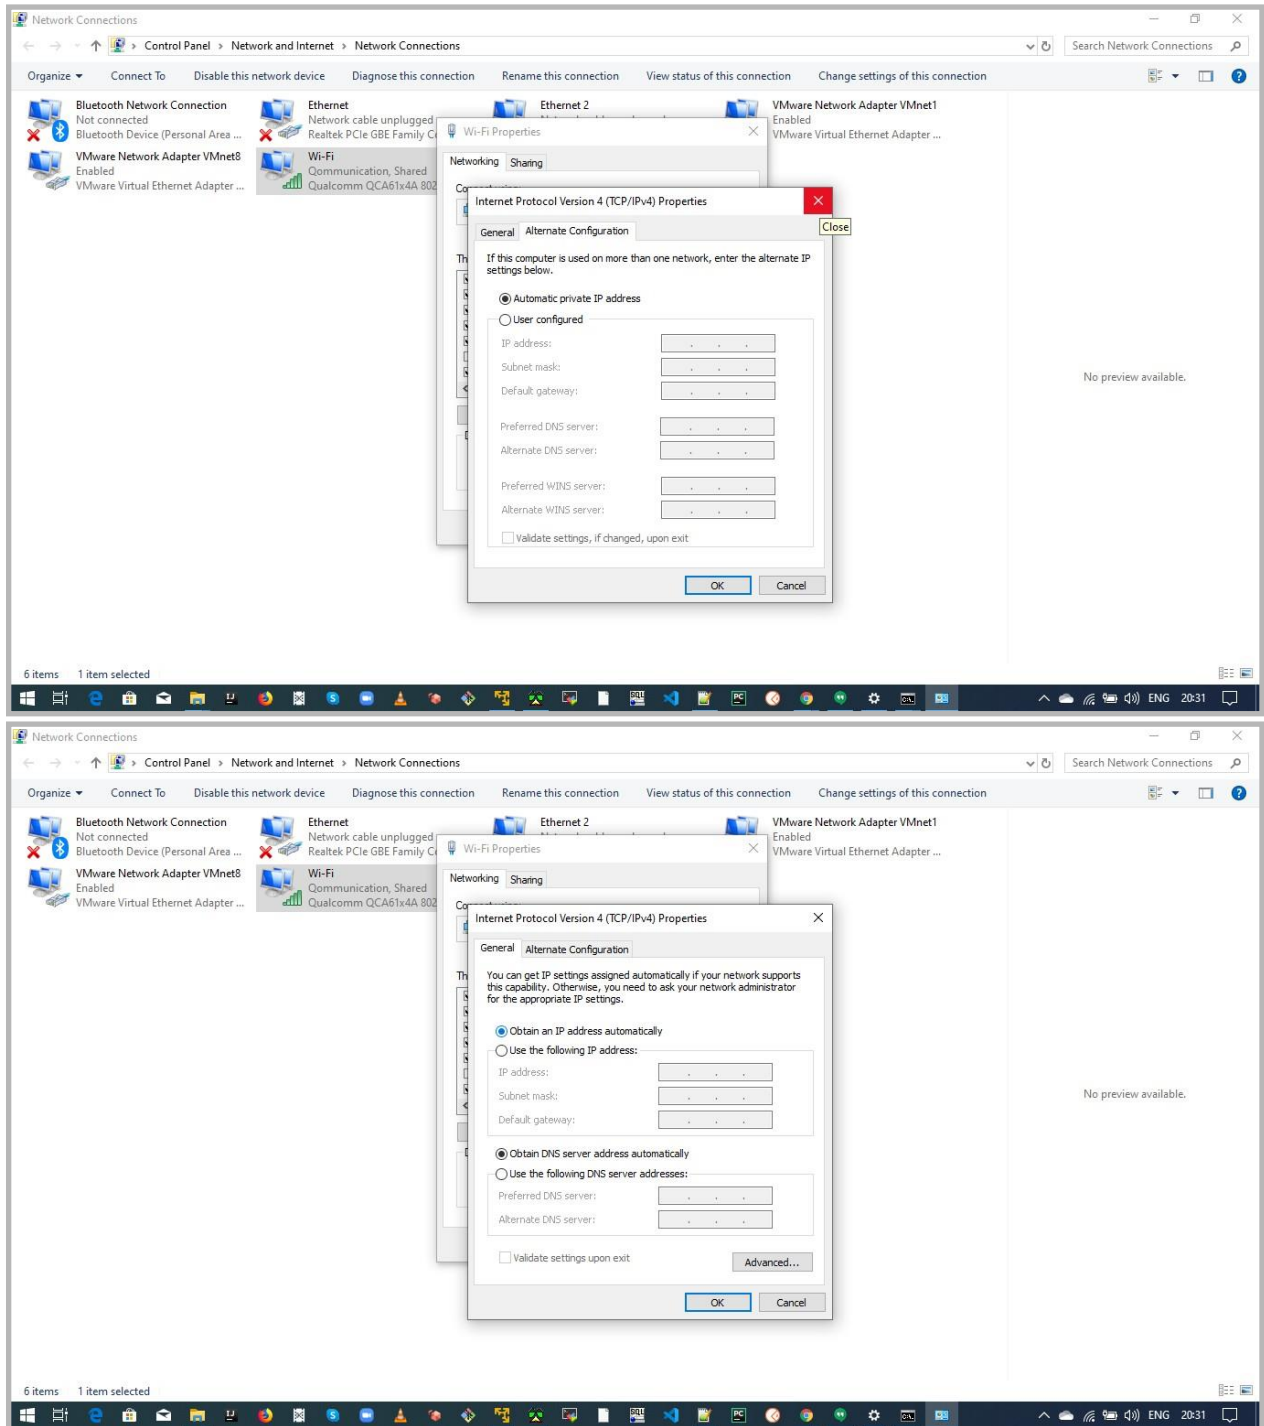 Network Connections
Control Panel › Network and Internet › Network Connections
Search Network Connections
Organize
Connect To
Disable this network device
Diagnose this connection
Rename this connection
View status of this connection
Change settings of this connection
Bluetooth Network Connection
Not connected
Bluetooth Device (Personal Area ...
Ethernet
Network cable unplugged
Realtek PCIe GBE Family
Ethernet 2
VMware Network Adapter VMnet1
Enabled
VMware Virtual Ethernet Adapter ...
VMware Network Adapter VMnet8
Enabled
VMware Virtual Ethernet Adapter ...
Wi-Fi
Qommunication, Shared
Qualcomm QCA61x4A 802
Wi-Fi Properties
Networking
Sharing
Internet Protocol Version 4 (TCP/IPv4) Properties
Close
General
Alternate Configuration
If this computer is used on more than one network, enter the alternate IP
settings below.
Automatic private IP address
User configured
IP address:
Subnet mask:
Default gateway:
Preferred DNS server:
Alternate DNS server:
Preferred WINS server:
Alternate WINS server:
Validate settings, if changed, upon exit
OK
Cancel
No preview available.
6 items
1 item selected
ENG
20:31
Network Connections
Control Panel › Network and Internet › Network Connections
Search Network Connections
Organize
Connect To
Disable this network device
Diagnose this connection
Rename this connection
View status of this connection
Change settings of this connection
Bluetooth Network Connection
Not connected
Bluetooth Device (Personal Area ...
Ethernet
Network cable unplugged
Realtek PCIe GBE Family
Ethernet 2
VMware Network Adapter VMnet1
Enabled
VMware Virtual Ethernet Adapter ...
VMware Network Adapter VMnet8
Enabled
VMware Virtual Ethernet Adapter ...
Wi-Fi
Qommunication, Shared
Qualcomm QCA61x4A 802
Wi-Fi Properties
Networking
Sharing
Internet Protocol Version 4 (TCP/IPv4) Properties
General
Alternate Configuration
You can get IP settings assigned automatically if your network supports
this capability. Otherwise, you need to ask your network administrator
for the appropriate IP settings.
Obtain an IP address automatically
Use the following IP address:
IP address:
Subnet mask:
Default gateway:
Obtain DNS server address automatically
Use the following DNS server addresses:
Preferred DNS server:
Alternate DNS server:
Validate settings upon exit
Advanced...
OK
Cancel
No preview available.
6 items
1 item selected
ENG
20:31